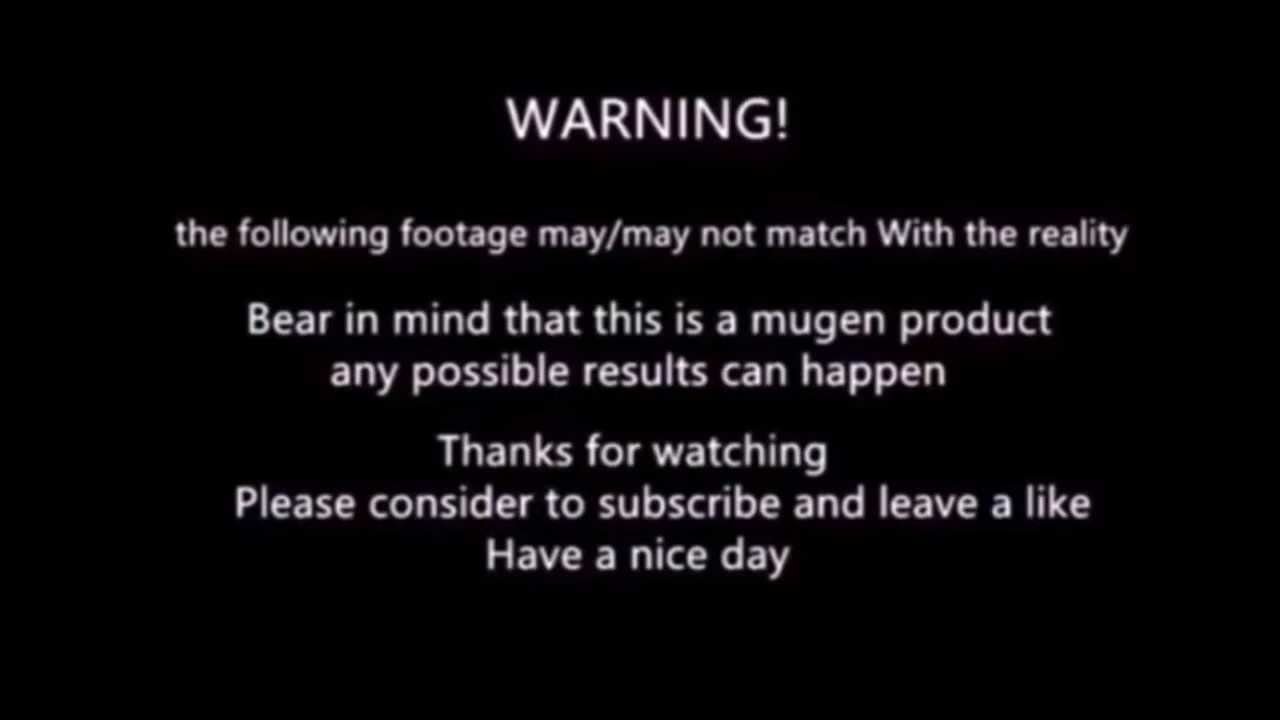 WARNING!
the following footage may/may not match With the reality
Bear in mind that this is a mugen product
any possible results can happen
Thanks for watching
Please consider to subscribe and leave a like
Have a nice day